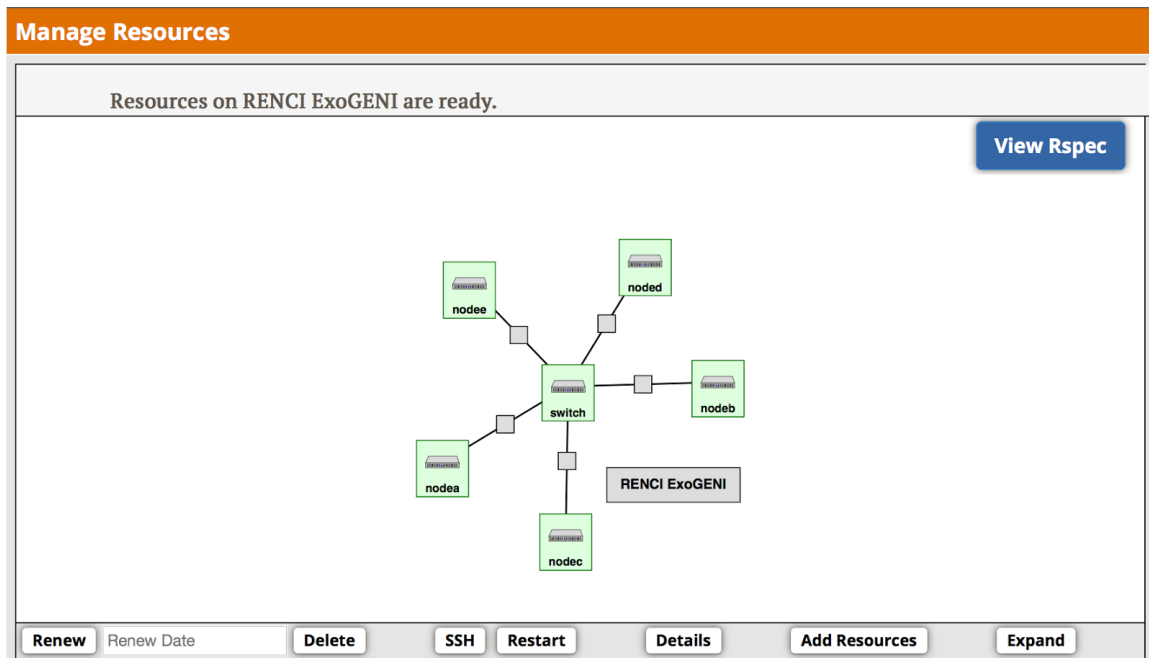 Manage Resources
Resources on RENCI ExoGENI are ready.
View Rspec
noded
nodee
nodeb
switch
nodea
RENCI ExoGENI
nodec
Renew Renew Date Delete SSH Restart Details Add Resources Expand